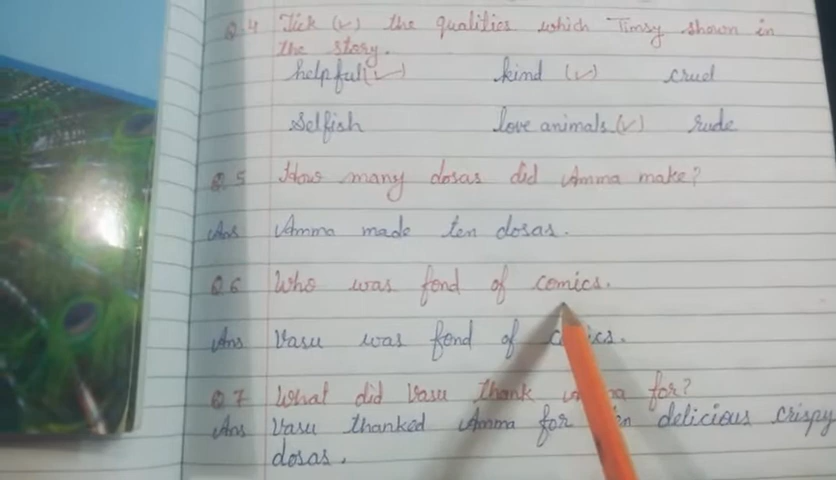 Q.4 Tick (✓) the qualities which Timsy shown in
the story.
helpful(✓) kind (✓) cruel
Selfish love animals.(✓) rude
Q.5 How many dosas did Amma make?
Ans Amma made ten dosas.
Q.6 Who was fond of comics.
Ans Vasu was fond of comics.
Q.7 What did Vasu thank for?
Ans Vasu thanked Amma for delicious crispy
dosas.